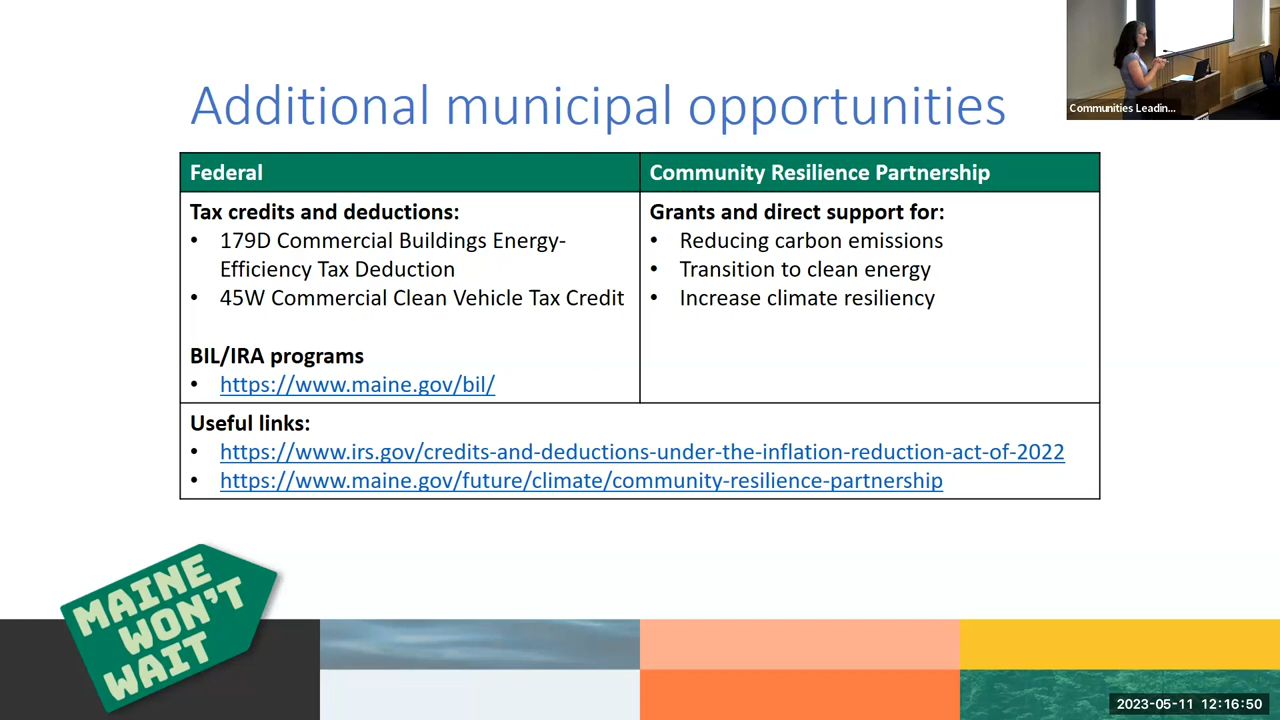 Additional municipal opportunities
Communities Leadin...
Federal
Community Resilience Partnership
Tax credits and deductions:
• 179D Commercial Buildings Energy-
Efficiency Tax Deduction
• 45W Commercial Clean Vehicle Tax Credit
BIL/IRA programs
• https://www.maine.gov/bil/
Grants and direct support for:
• Reducing carbon emissions
• Transition to clean energy
• Increase climate resiliency
Useful links:
• https://www.irs.gov/credits-and-deductions-under-the-inflation-reduction-act-of-2022
• https://www.maine.gov/future/climate/community-resilience-partnership
MAINE
WON'T
WAIT
2023-05-11 12:16:50